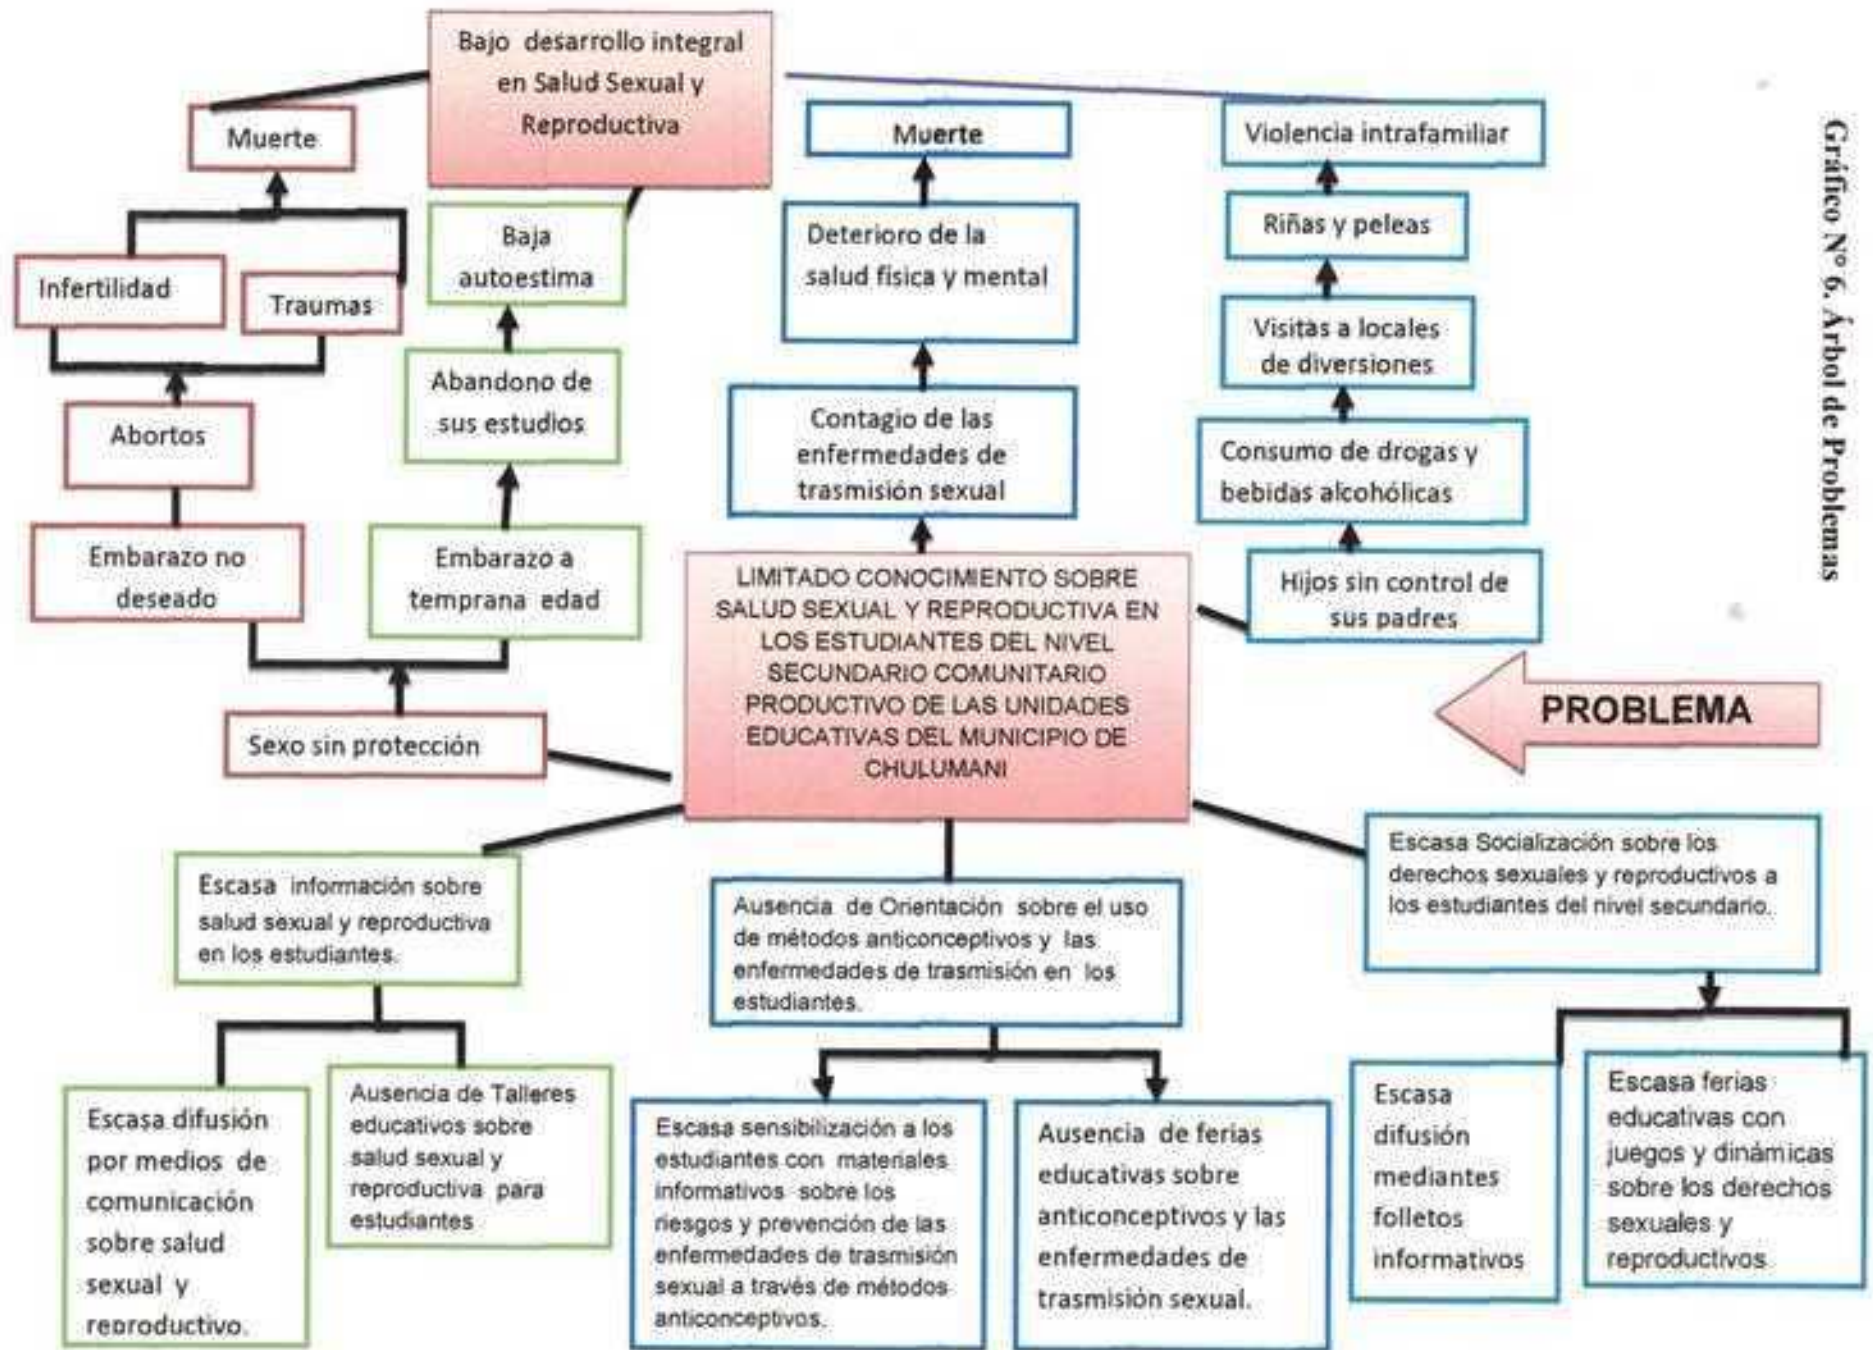 Gráfico Nº 6. Árbol de Problemas
Bajo desarrollo integral
en Salud Sexual y
Reproductiva
Muerte
Muerte
Violencia intrafamiliar
Infertilidad
Traumas
Baja
autoestima
Deterioro de la
salud física y mental
Riñas y peleas
Visitas a locales
de diversiones
Abortos
Abandono de
sus estudios
Contagio de las
enfermedades de
trasmisión sexual
Consumo de drogas y
bebidas alcohólicas
Embarazo no
deseado
Embarazo a
temprana edad
Hijos sin control de
sus padres
LIMITADO CONOCIMIENTO SOBRE
SALUD SEXUAL Y REPRODUCTIVA EN
LOS ESTUDIANTES DEL NIVEL
SECUNDARIO COMUNITARIO
PRODUCTIVO DE LAS UNIDADES
EDUCATIVAS DEL MUNICIPIO DE
CHULUMANI
PROBLEMA
Sexo sin protección
Escasa información sobre
salud sexual y reproductiva
en los estudiantes.
Ausencia de Orientación sobre el uso
de métodos anticonceptivos y las
enfermedades de trasmisión en los
estudiantes.
Escasa Socialización sobre los
derechos sexuales y reproductivos a
los estudiantes del nivel secundario.
Escasa difusión
por medios de
comunicación
sobre salud
sexual y
reproductivo.
Ausencia de Talleres
educativos sobre
salud sexual y
reproductiva para
estudiantes
Escasa sensibilización a los
estudiantes con materiales
informativos sobre los
riesgos y prevención de las
enfermedades de trasmisión
sexual a través de métodos
anticonceptivos.
Ausencia de ferias
educativas sobre
anticonceptivos y las
enfermedades de
trasmisión sexual.
Escasa
difusión
mediantes
folletos
informativos
Escasa ferias
educativas con
juegos y dinámicas
sobre los derechos
sexuales y
reproductivos